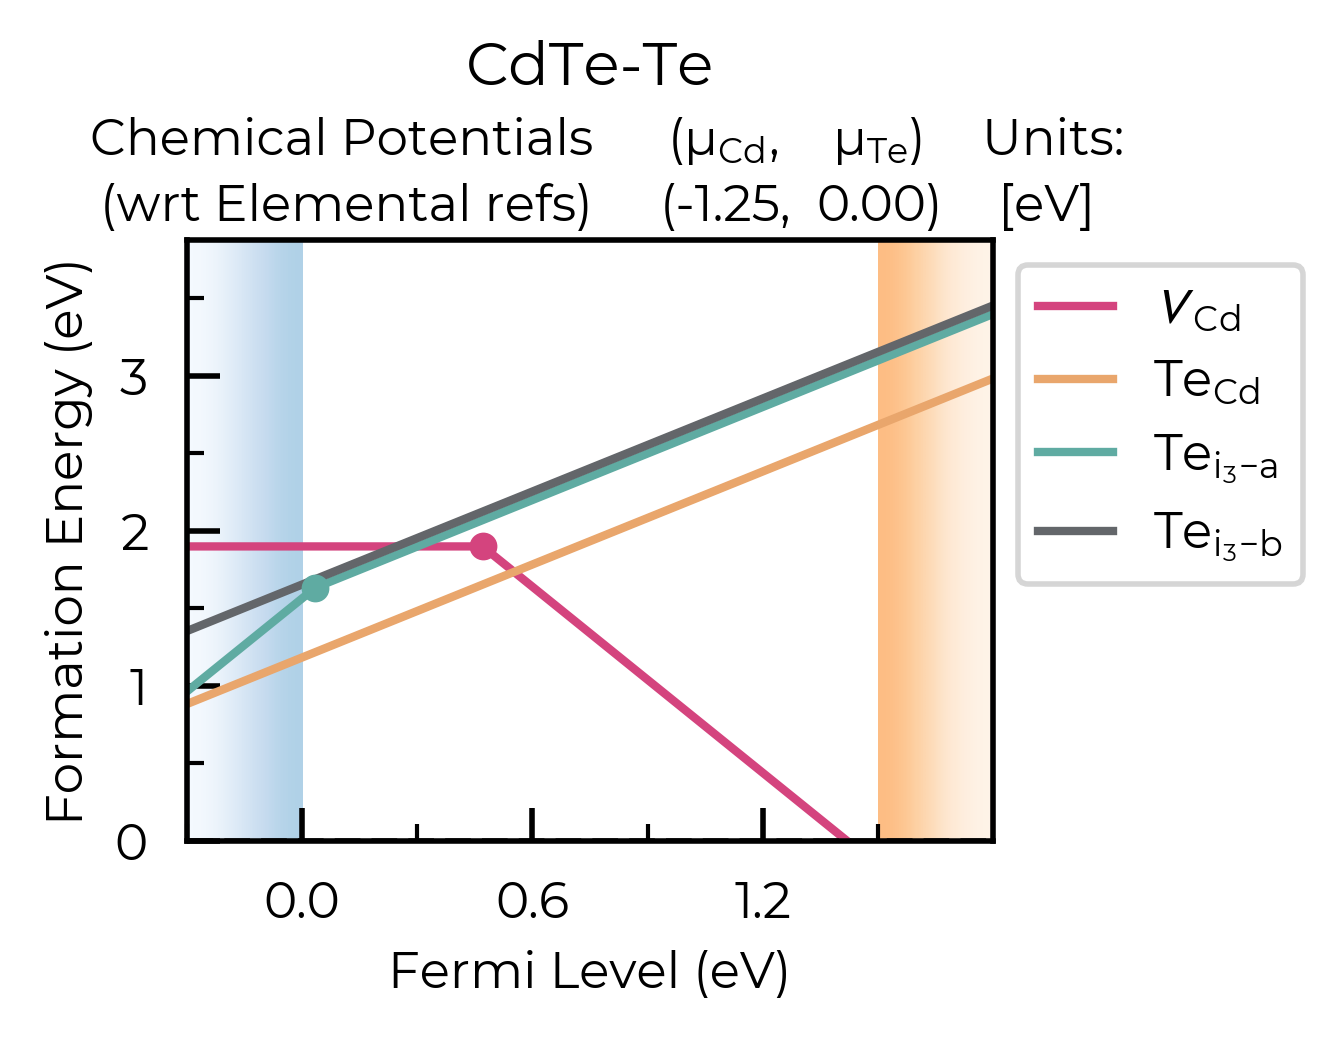 CdTe-Te
Chemical Potentials (μCd, μTe) Units:
(wrt Elemental refs) (-1.25, 0.00) [eV]
Formation Energy (eV)
3
2
1
0
0.0 0.6 1.2
Fermi Level (eV)
VCd
TeCd
Tei3−a
Tei3−b